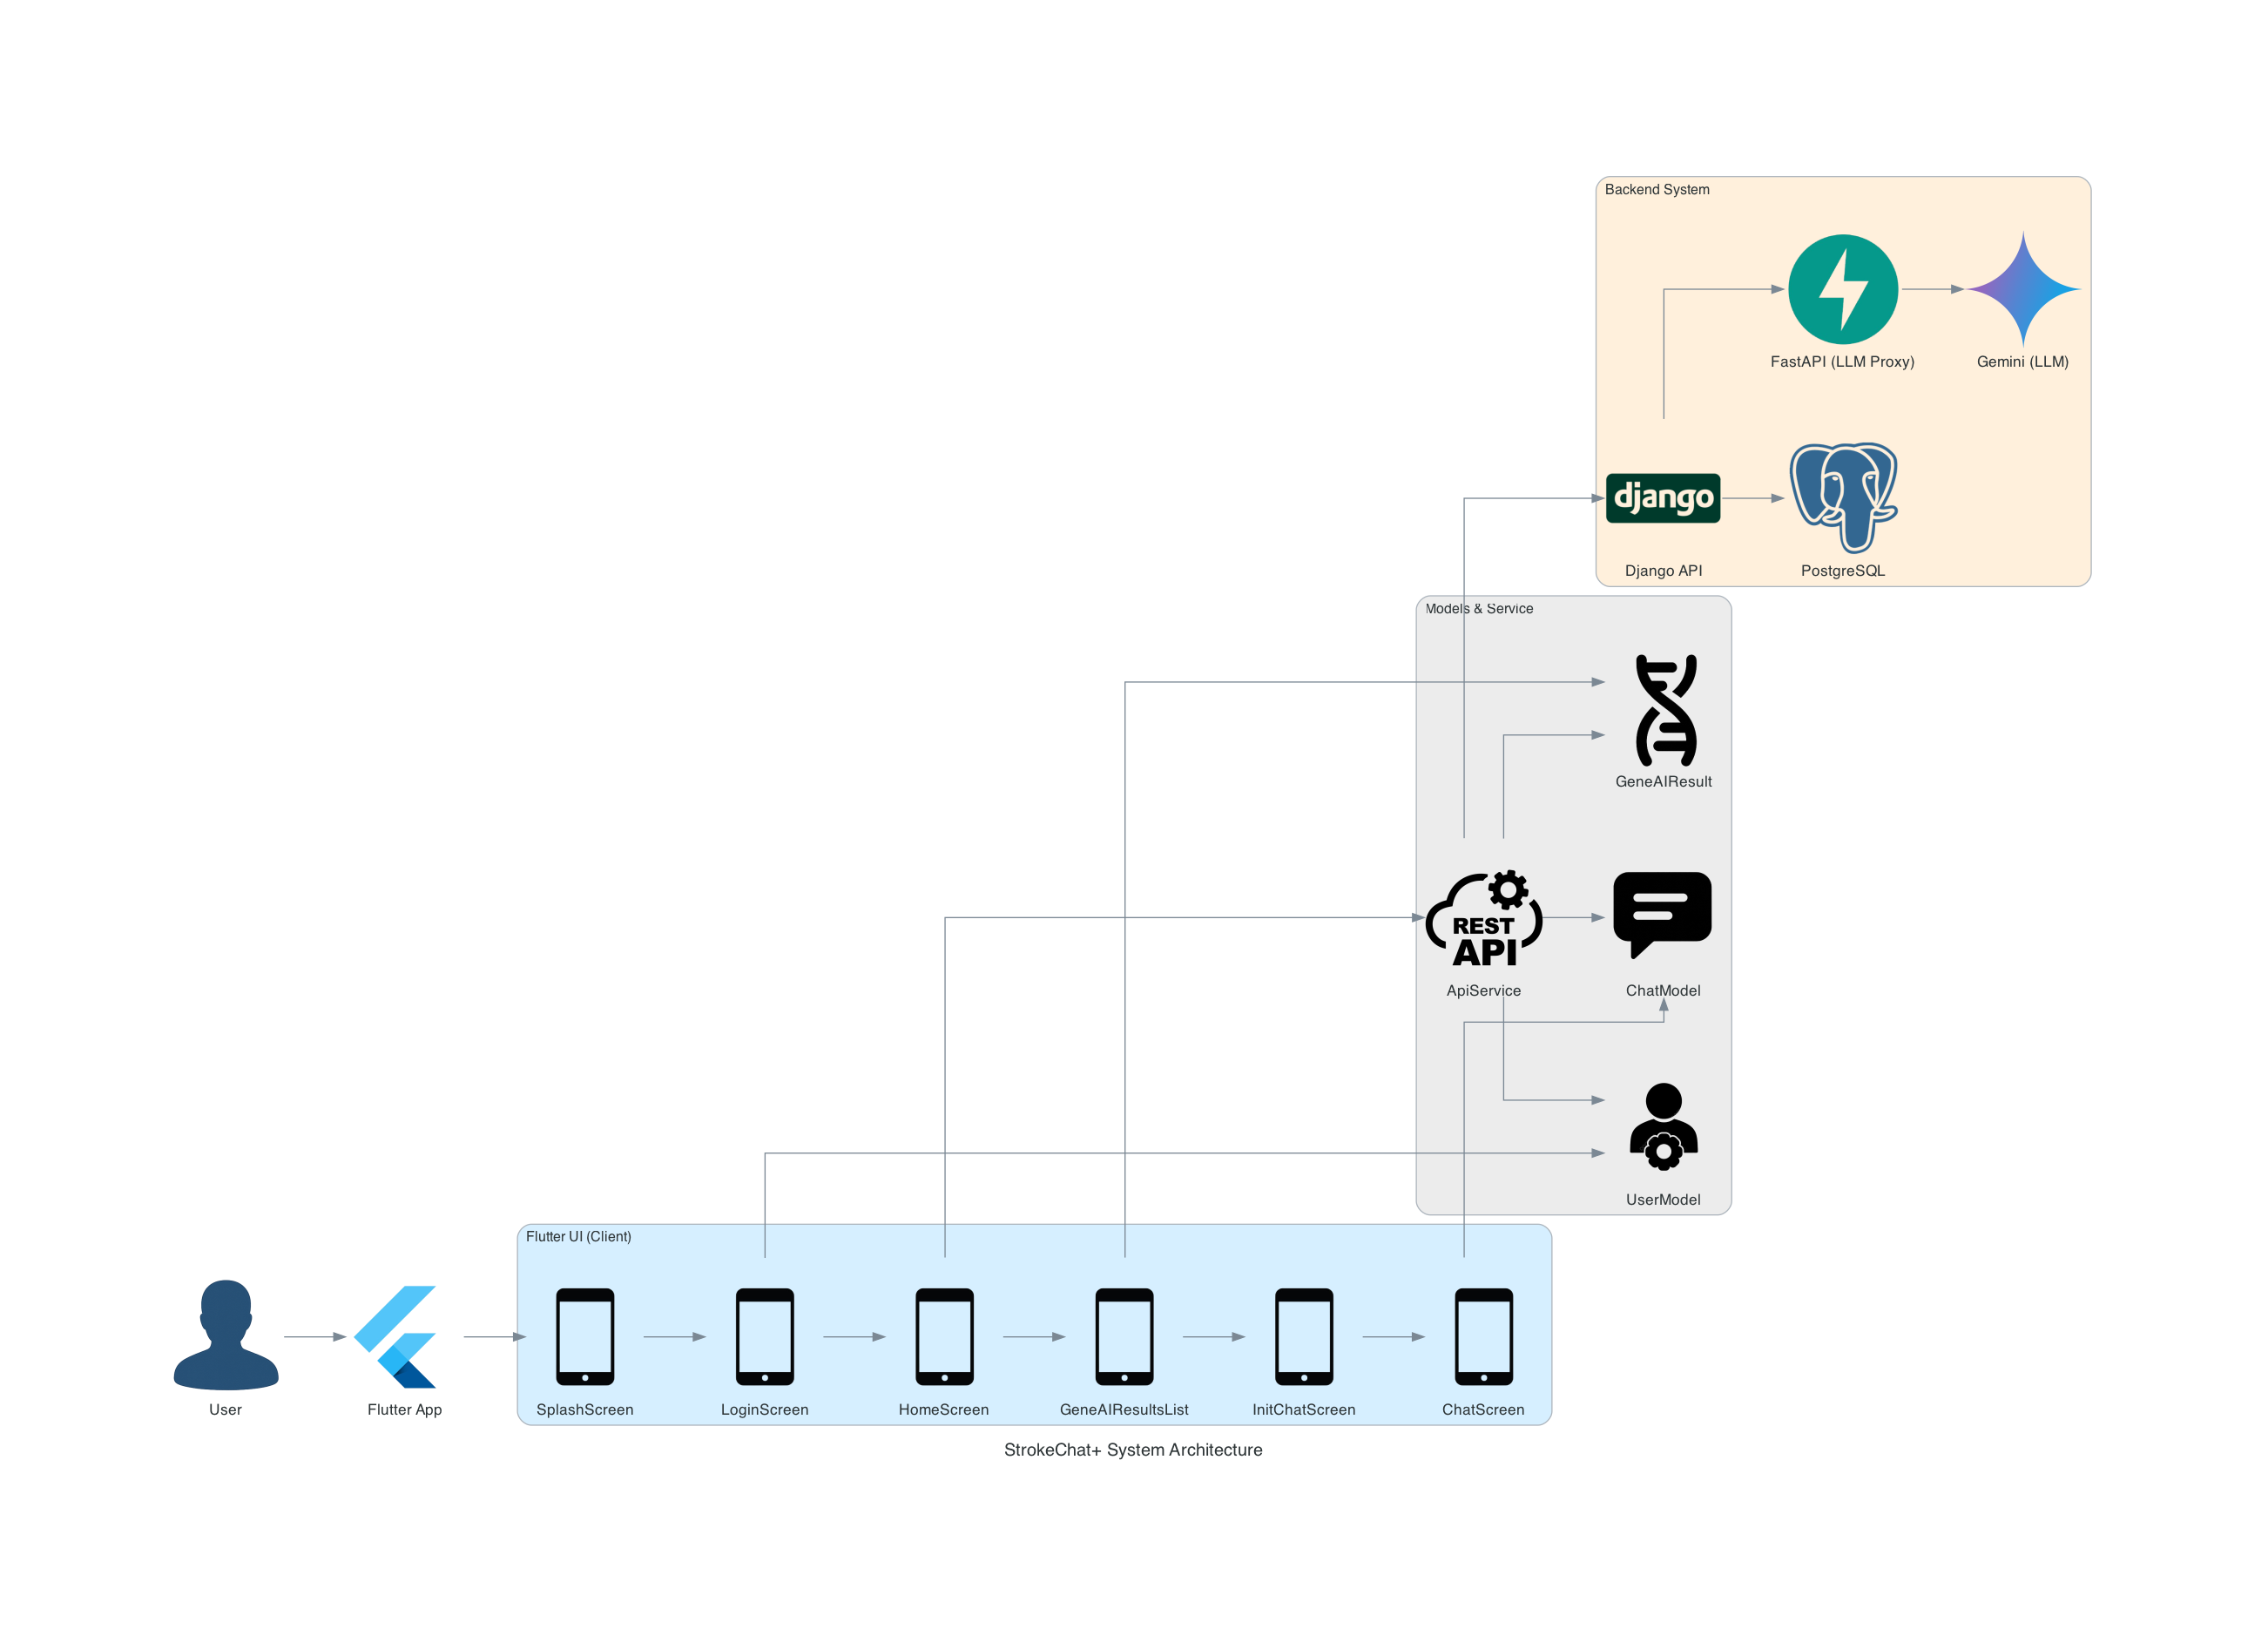 Backend System
FastAPI (LLM Proxy)
Gemini (LLM)
django
Django API
PostgreSQL
Models & Service
GeneAIResult
REST
API
ApiService
ChatModel
UserModel
Flutter UI (Client)
User
Flutter App
SplashScreen
LoginScreen
HomeScreen
GeneAIResultsList
InitChatScreen
ChatScreen
StrokeChat+ System Architecture